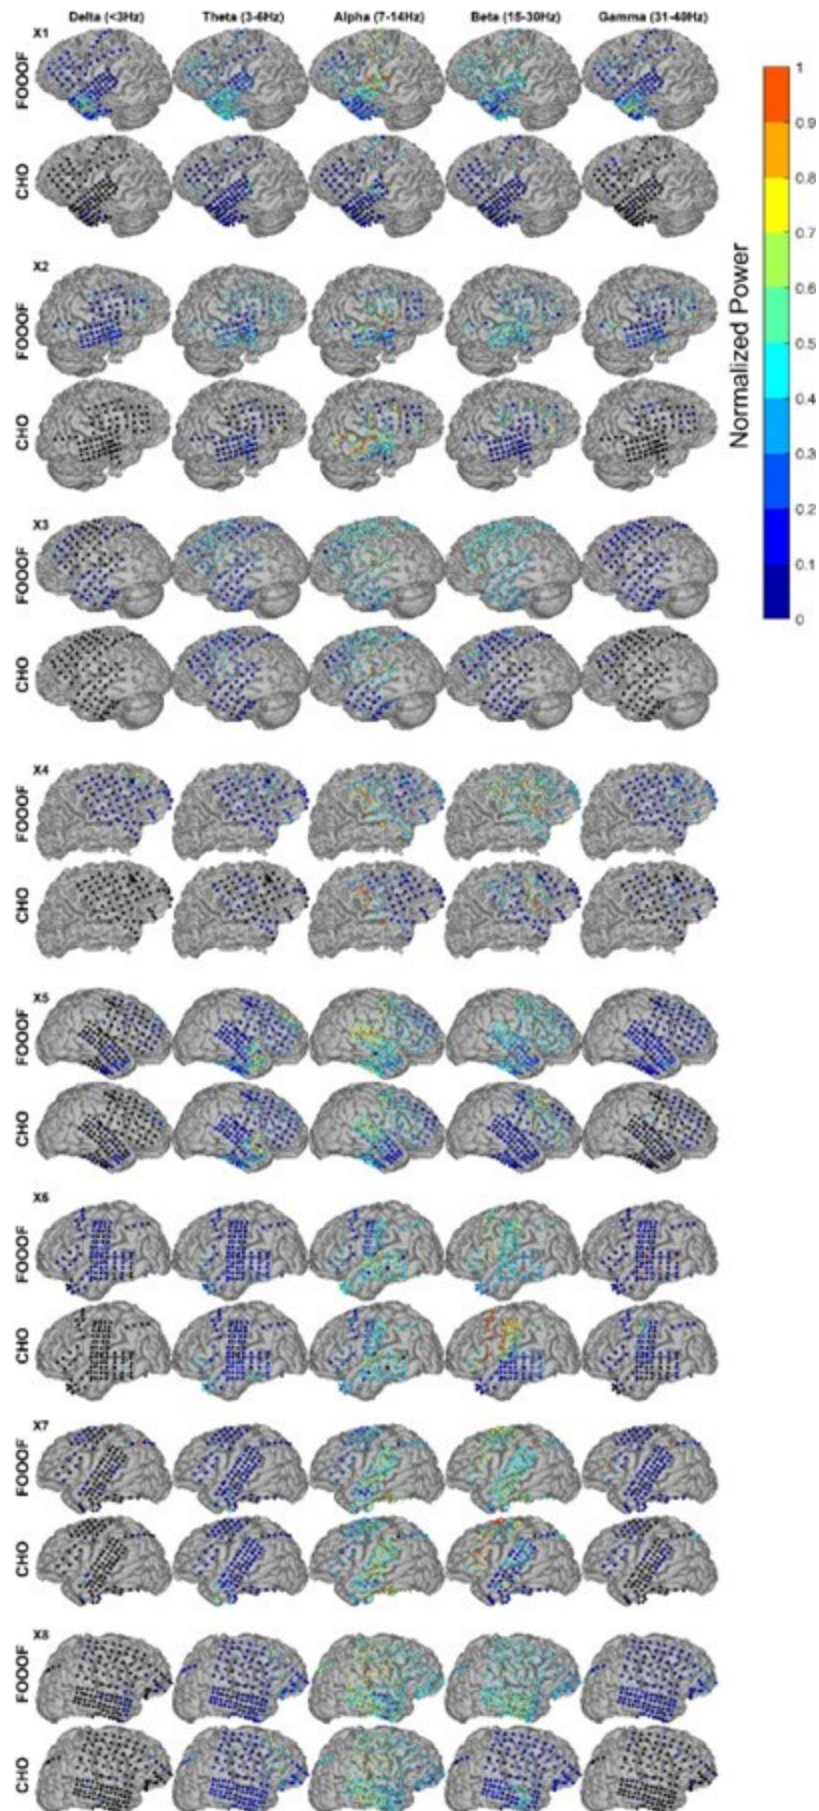 Delta (<3Hz) Theta (3-6Hz) Alpha (7-14Hz) Beta (15-30Hz) Gamma (31-40Hz)
X1
FOOOF
CHO
X2
FOOOF
CHO
X3
FOOOF
CHO
X4
FOOOF
CHO
X5
FOOOF
CHO
X6
FOOOF
CHO
X7
FOOOF
CHO
X8
FOOOF
CHO
Normalized Power
1
0.9
0.8
0.7
0.6
0.5
0.4
0.3
0.2
0.1
0